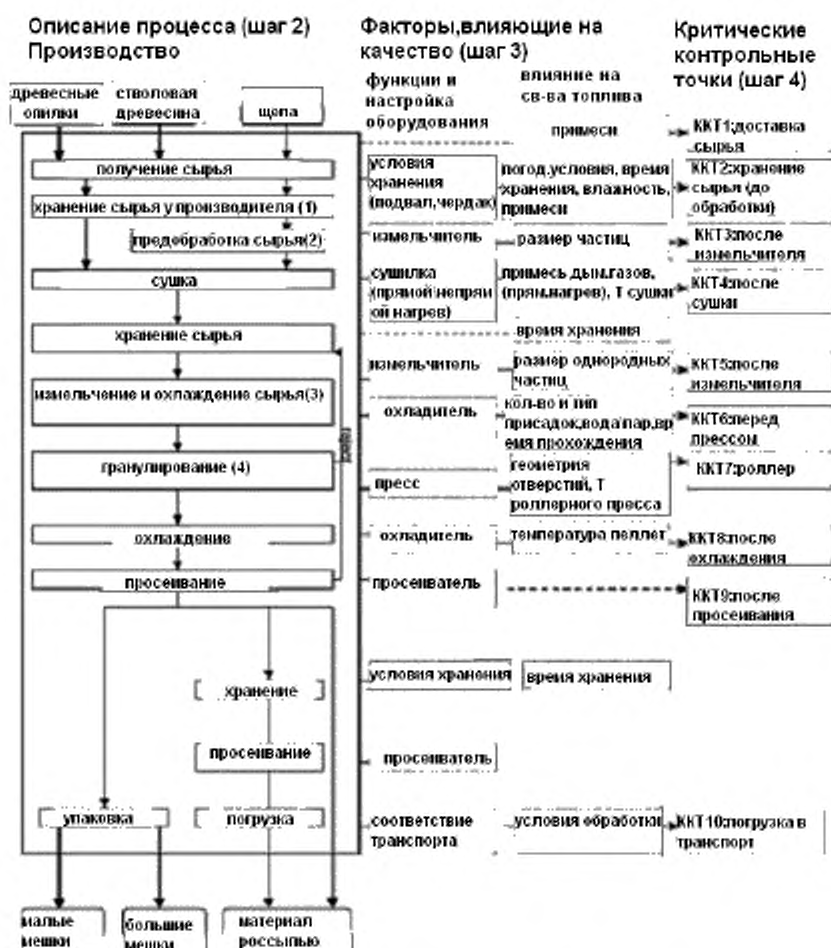 Описание процесса (шаг 2)
Производство
Факторы,влияющие на
качество (шаг 3)
Критические
контрольные
точки (шаг 4)
функции и
настройка
оборудования
влияние на
св-ва топлива
древесные
опилки
стволовая
древесина
щепа
примеси
ККТ1:доставка
сырья
получение сырья
условия
хранения
(подвал,чердак)
погод.условия, время
хранения, влажность,
примеси
ККТ2:хранение
сырья (до
обработки)
хранение сырья у производителя (1)
предобработка сырья(2)
измельчитель
размер частиц
ККТ3:после
измельчителя
сушка
сушилка
(прямой\непрям
ой нагрев)
примесь дым.газов,
(прям.нагрев), Т сушки
ККТ4:после
сушки
хранение сырья
время хранения
измельчитель
размер однородных
частиц
ККТ5:после
измельчителя
измельчение и охлаждение сырья(3)
охладитель
кол-во и тип
присадок,вода\пар,вр
емя прохождения
ККТ6:перед
прессом
гранулирование (4)
пресс
геометрия
отверстий, Т
роллерного пресса
ККТ7:роллер
охлаждение
охладитель
температура пеллет
ККТ8:после
охлаждения
просеивание
просеиватель
ККТ9:после
просеивания
хранение
условия хранения
время хранения
просеивание
просеиватель
упаковка
погрузка
соответствие
транспорта
условия обработки
ККТ10:погрузка в
транспорт
малые
мешки
большие
мешки
материал
россыпью